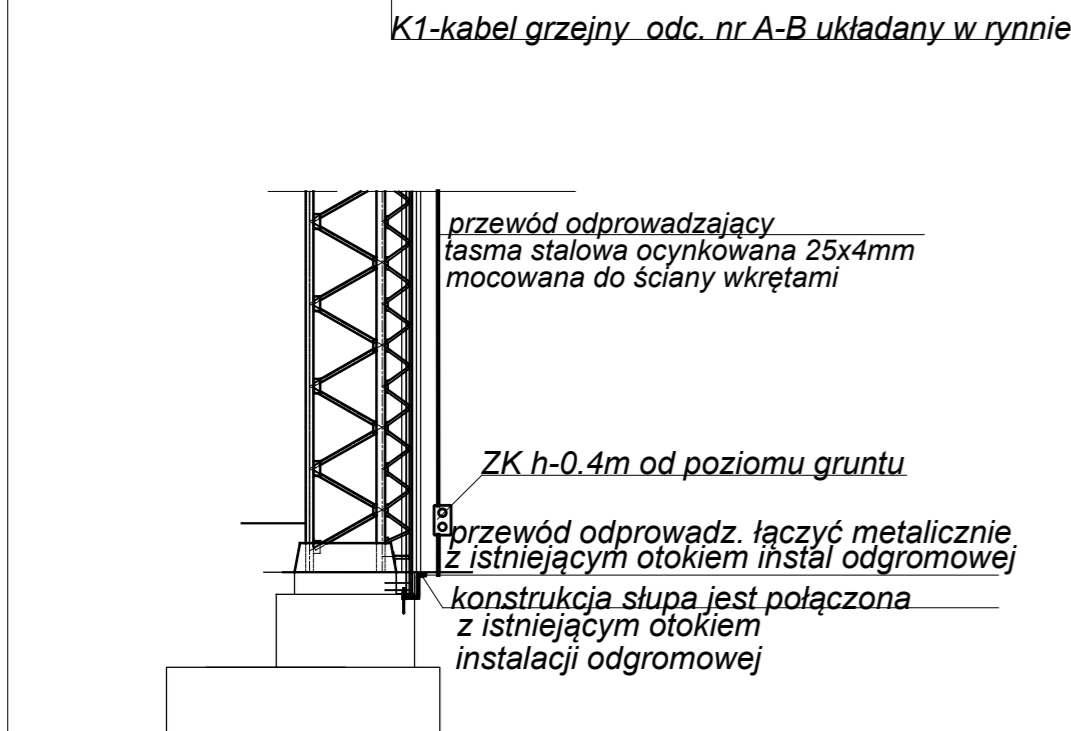 K1-kabel grzejny odc. nr A-B układany w rynnie
przewód odprowadzający
tasma stalowa ocynkowana 25x4mm
mocowana do ściany wkrętami
ZK h-0.4m od poziomu gruntu
przewód odprowadz. łączyć metalicznie
z istniejącym otokiem instal odgromowej
konstrukcja słupa jest połączona
z istniejącym otokiem
instalacji odgromowej